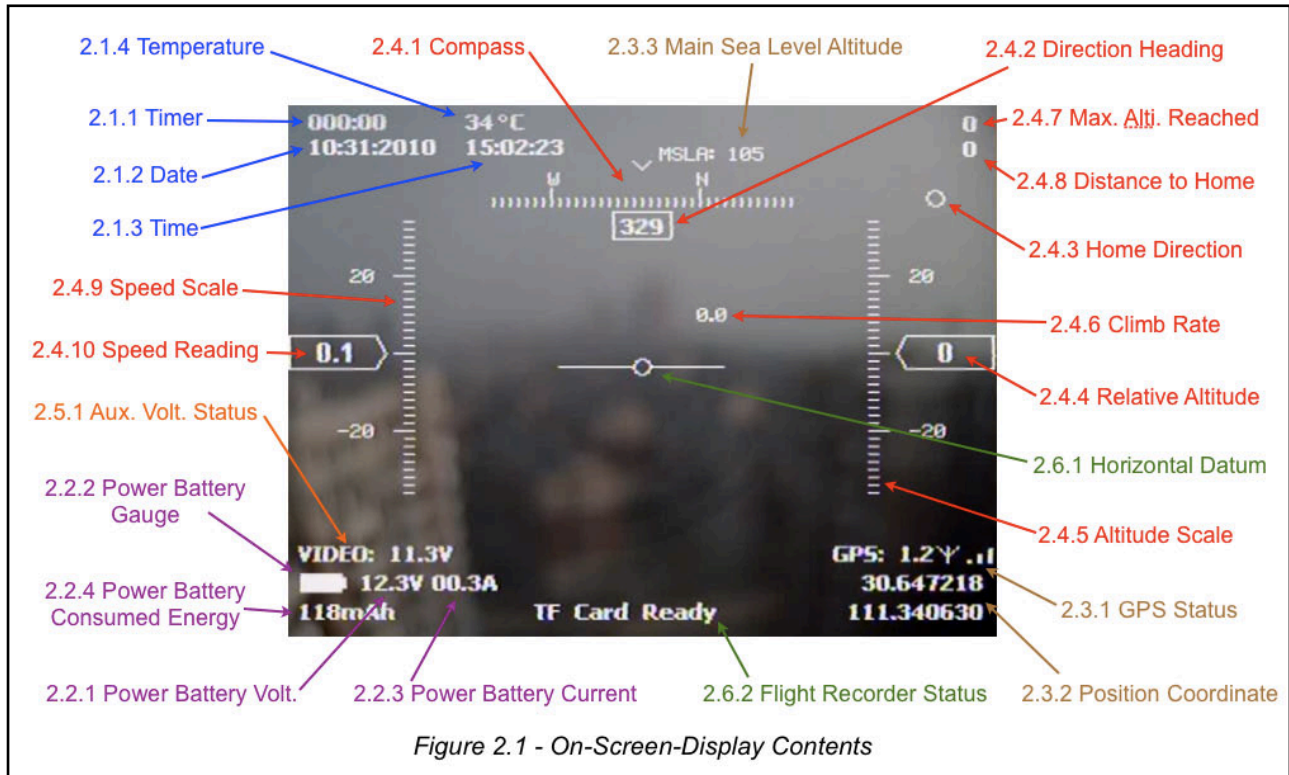 2.1.4 Temperature
2.4.1 Compass
2.3.3 Main Sea Level Altitude
2.4.2 Direction Heading
2.1.1 Timer
000:00
34°C
0
2.4.7 Max. Alti. Reached
2.1.2 Date
10:31:2010
15:02:23
MSLA: 105
0
2.4.8 Distance to Home
W
N
2.1.3 Time
329
2.4.3 Home Direction
20
20
2.4.9 Speed Scale
0.0
2.4.6 Climb Rate
2.4.10 Speed Reading
0.1
0
2.4.4 Relative Altitude
2.5.1 Aux. Volt. Status
-20
-20
2.6.1 Horizontal Datum
2.2.2 Power Battery
Gauge
2.4.5 Altitude Scale
VIDEO: 11.3V
GPS: 1.2
12.3V 00.3A
30.647218
2.2.4 Power Battery
Consumed Energy
118mAh
TF Card Ready
111.340630
2.3.1 GPS Status
2.2.1 Power Battery Volt.
2.2.3 Power Battery Current
2.6.2 Flight Recorder Status
2.3.2 Position Coordinate
Figure 2.1 - On-Screen-Display Contents